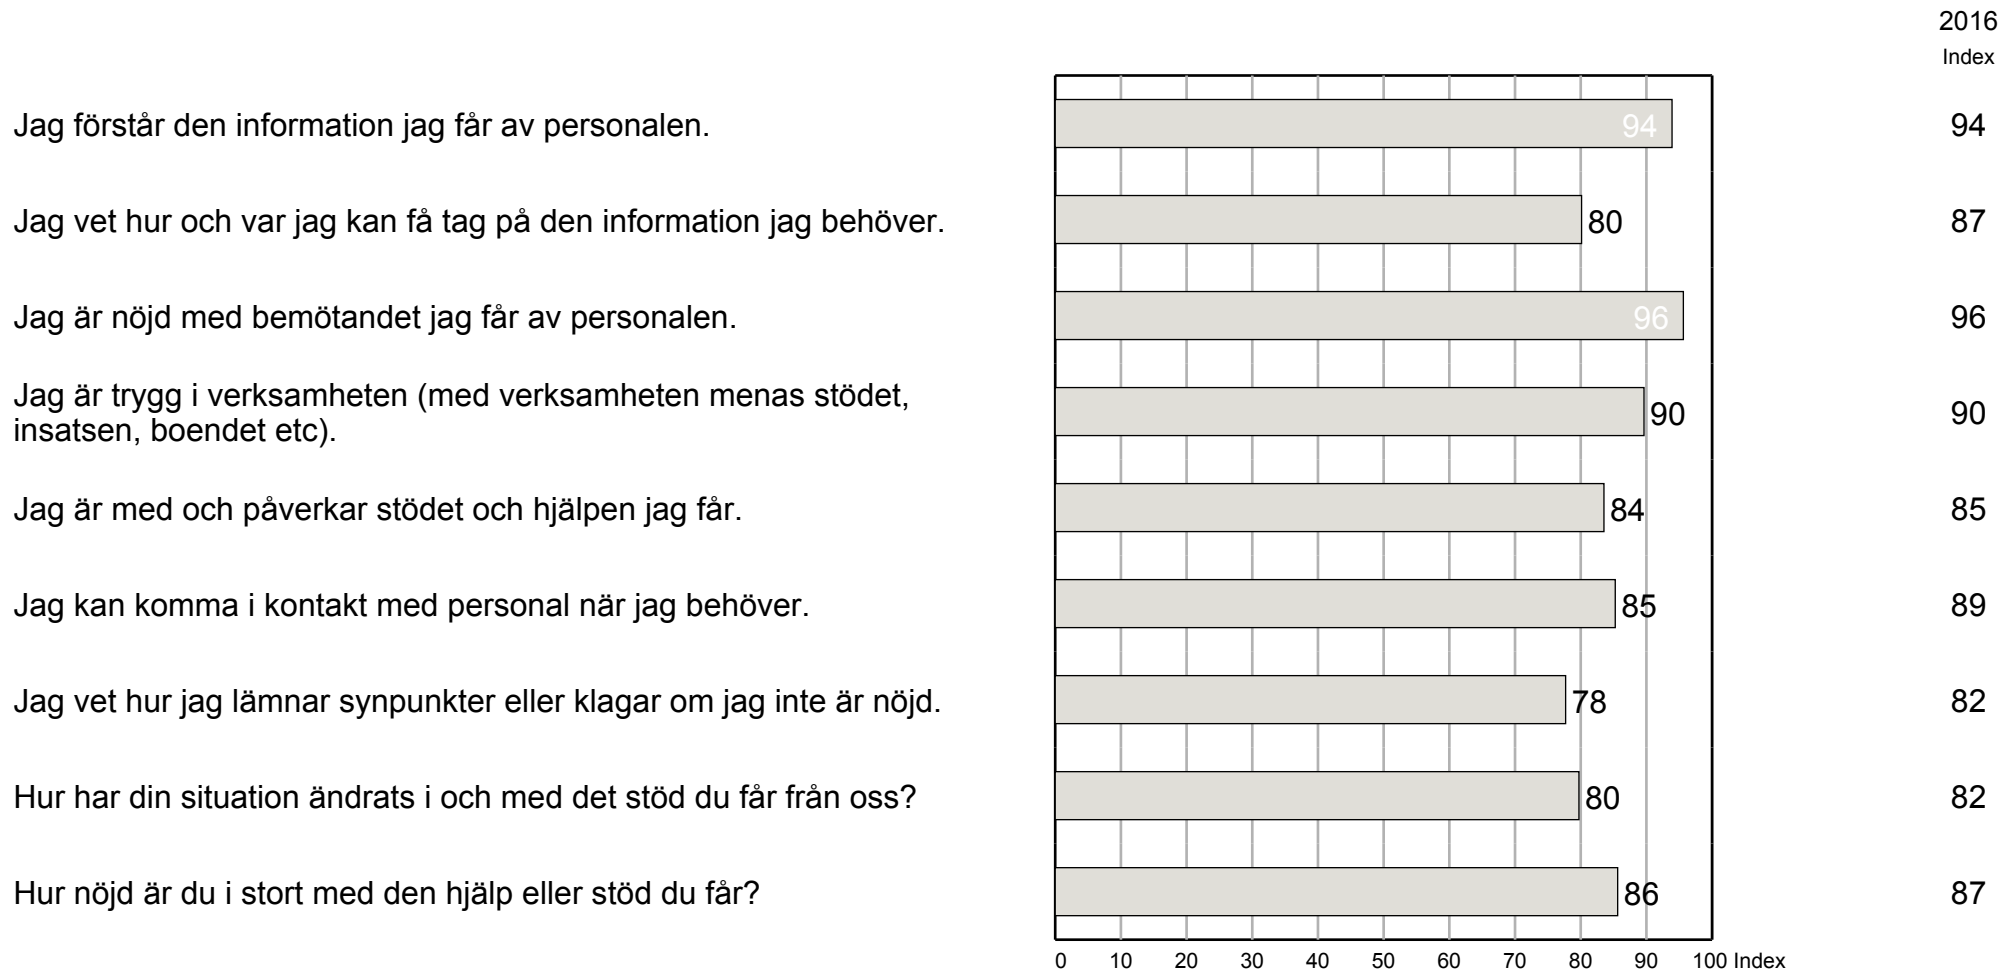 2016
Index
Jag förstår den information jag får av personalen. 94 94
Jag vet hur och var jag kan få tag på den information jag behöver. 80 87
Jag är nöjd med bemötandet jag får av personalen. 96 96
Jag är trygg i verksamheten (med verksamheten menas stödet,
insatsen, boendet etc). 90 90
Jag är med och påverkar stödet och hjälpen jag får. 84 85
Jag kan komma i kontakt med personal när jag behöver. 85 89
Jag vet hur jag lämnar synpunkter eller klagar om jag inte är nöjd. 78 82
Hur har din situation ändrats i och med det stöd du får från oss? 80 82
Hur nöjd är du i stort med den hjälp eller stöd du får? 86 87
0 10 20 30 40 50 60 70 80 90 100 Index